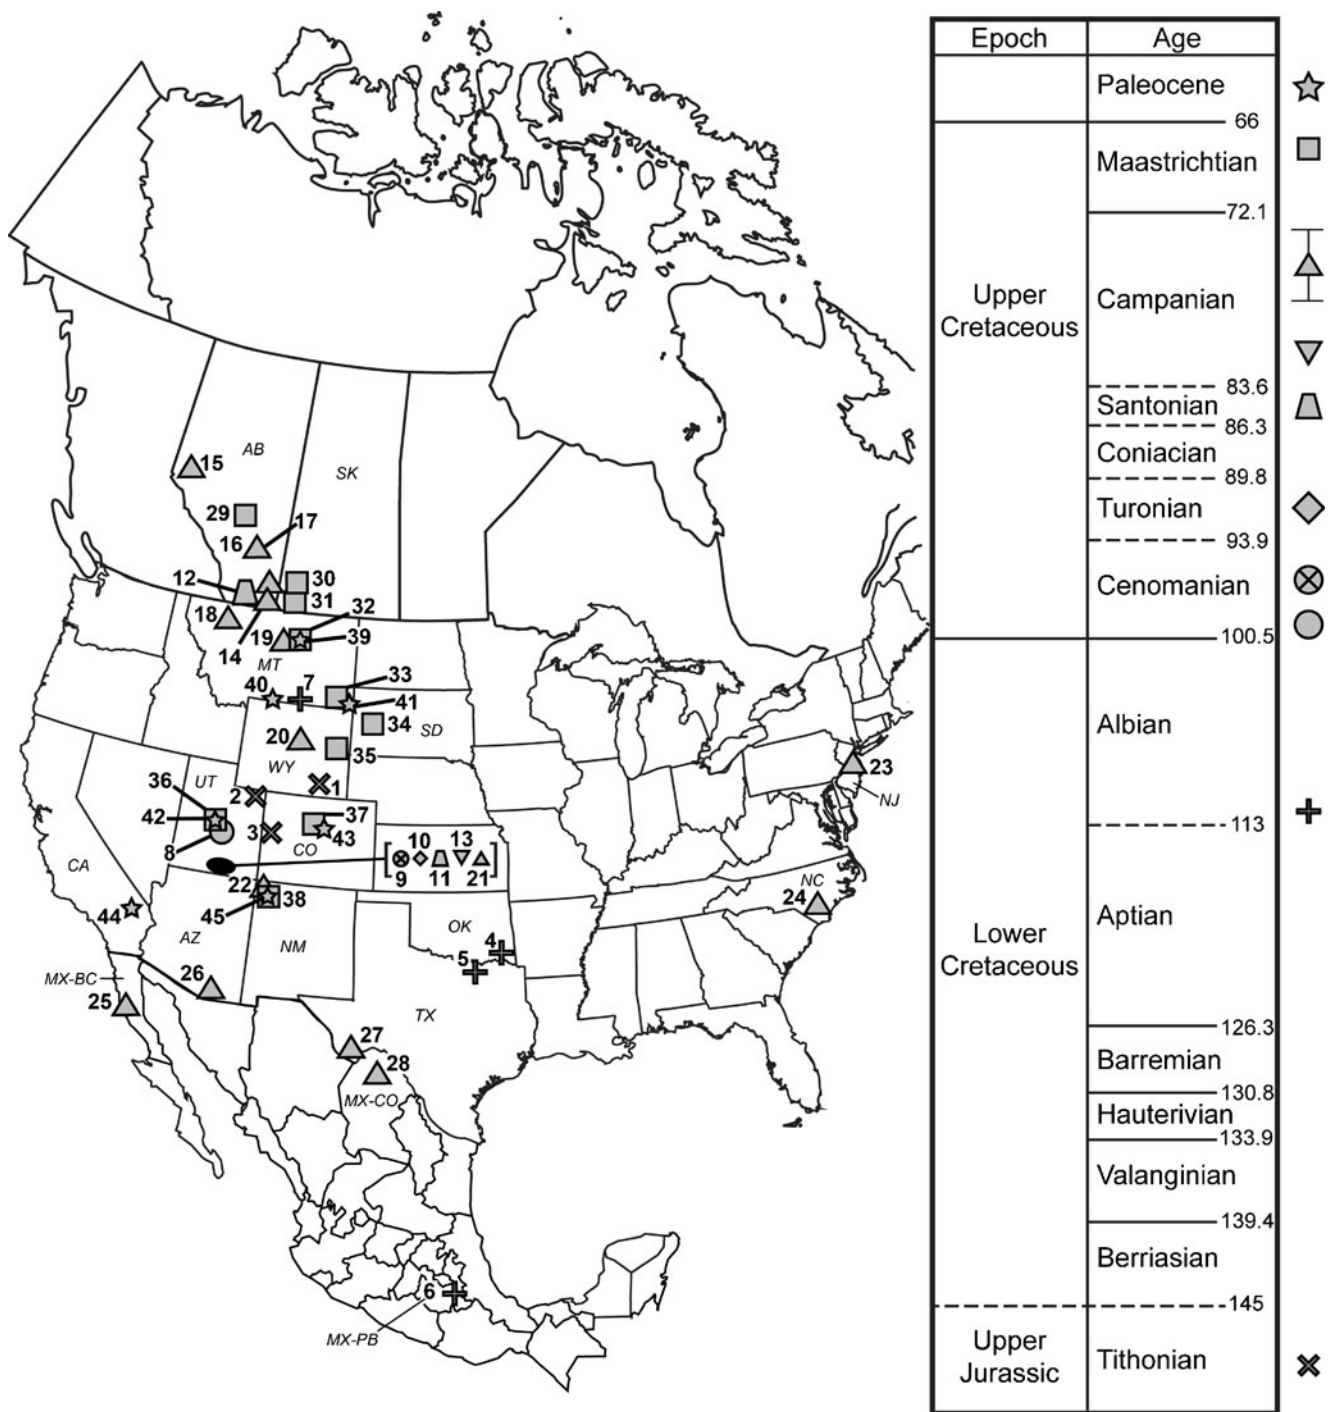 AB
SK
15
29
17
16
12
30
31
18
32
14
19
39
MT
40
7
33
41
34
SD
20
35
WY
UT
1
2
36
42
37
3
43
8
CO
10 13
9 11 21
CA
22
38
44
45
AZ
NM
OK
4
5
23
NJ
NC
24
MX-BC
25
26
TX
27
28
MX-CO
6
MX-PB
Epoch Age
Paleocene
66
Maastrichtian
72.1
Upper
Cretaceous
Campanian
83.6
Santonian
86.3
Coniacian
89.8
Turonian
93.9
Cenomanian
100.5
Albian
113
Lower
Cretaceous
Aptian
126.3
Barremian
130.8
Hauterivian
133.9
Valanginian
139.4
Berriasian
145
Upper
Jurassic
Tithonian